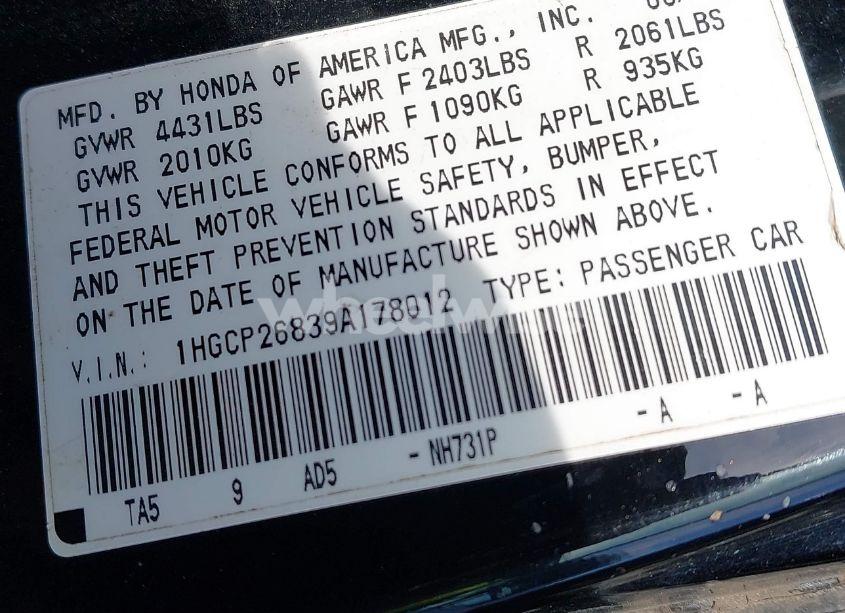 MFD. BY HONDA OF AMERICA MFG., INC.
GVWR 4431LBS GAWR F 2403LBS R 2061LBS
GVWR 2010KG GAWR F 1090KG R 935KG
THIS VEHICLE CONFORMS TO ALL APPLICABLE
FEDERAL MOTOR VEHICLE SAFETY, BUMPER,
AND THEFT PREVENTION STANDARDS IN EFFECT
ON THE DATE OF MANUFACTURE SHOWN ABOVE.
V.I.N.: 1HGCP26839A178012 TYPE: PASSENGER CAR
TA5 9 AD5 -NH731P -A -A